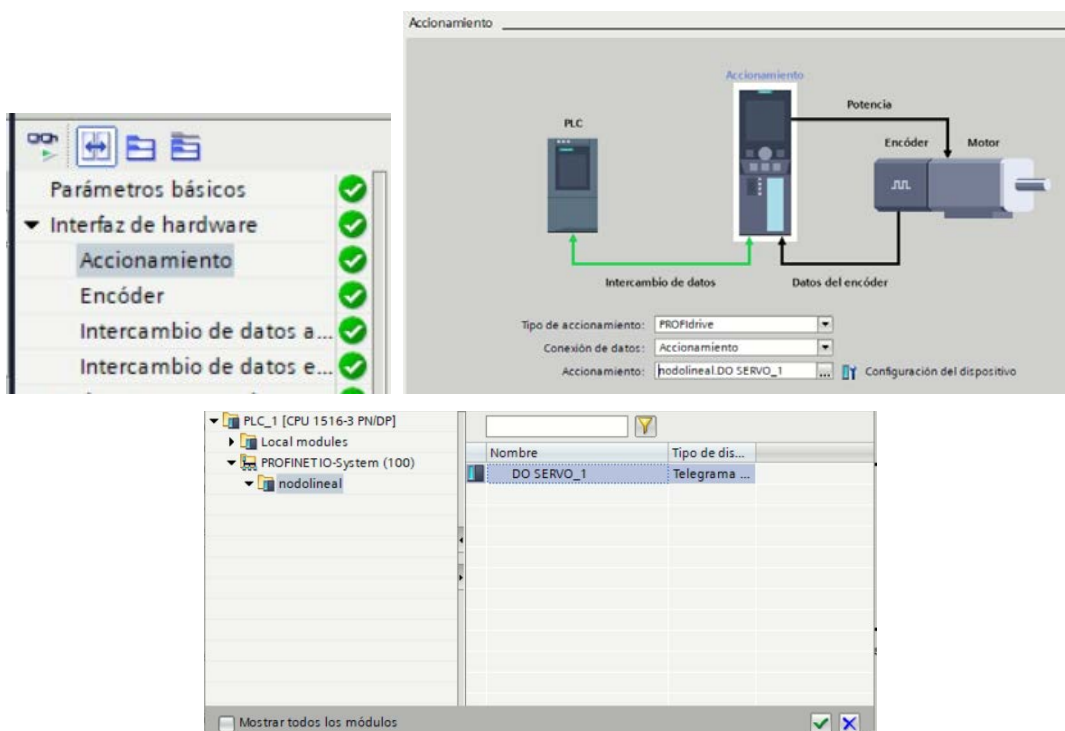 Accionamiento
Parámetros básicos
Interfaz de hardware
Accionamiento
Encóder
Intercambio de datos a...
Intercambio de datos e...
Accionamiento
PLC
Potencia
Encóder
Motor
Intercambio de datos
Datos del encóder
Tipo de accionamiento: PROFIdrive
Conexión de datos: Accionamiento
Accionamiento: nodolineal.DO SERVO_1 ... Configuración del dispositivo
PLC_1 [CPU 1516-3 PN/DP]
Local modules
PROFINET IO-System (100)
nodolineal
Nombre Tipo de dis...
DO SERVO_1 Telegrama ...
Mostrar todos los módulos